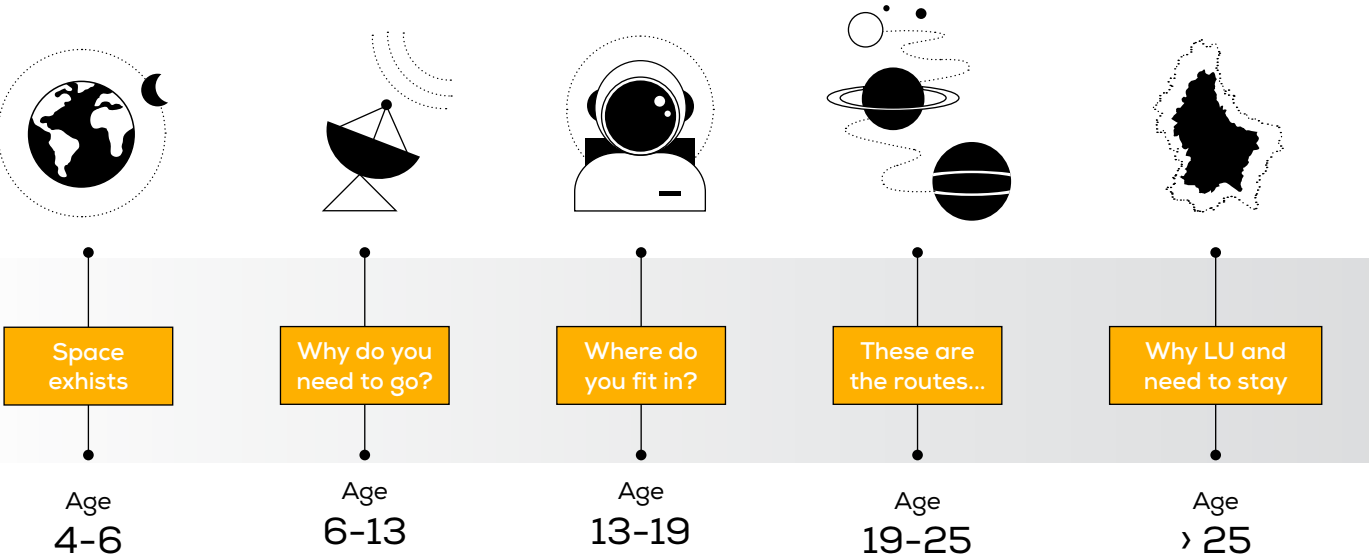 Space
exhists
Why do you
need to go?
Where do
you fit in?
These are
the routes...
Why LU and
need to stay
Age
4-6
Age
6-13
Age
13-19
Age
19-25
Age
› 25